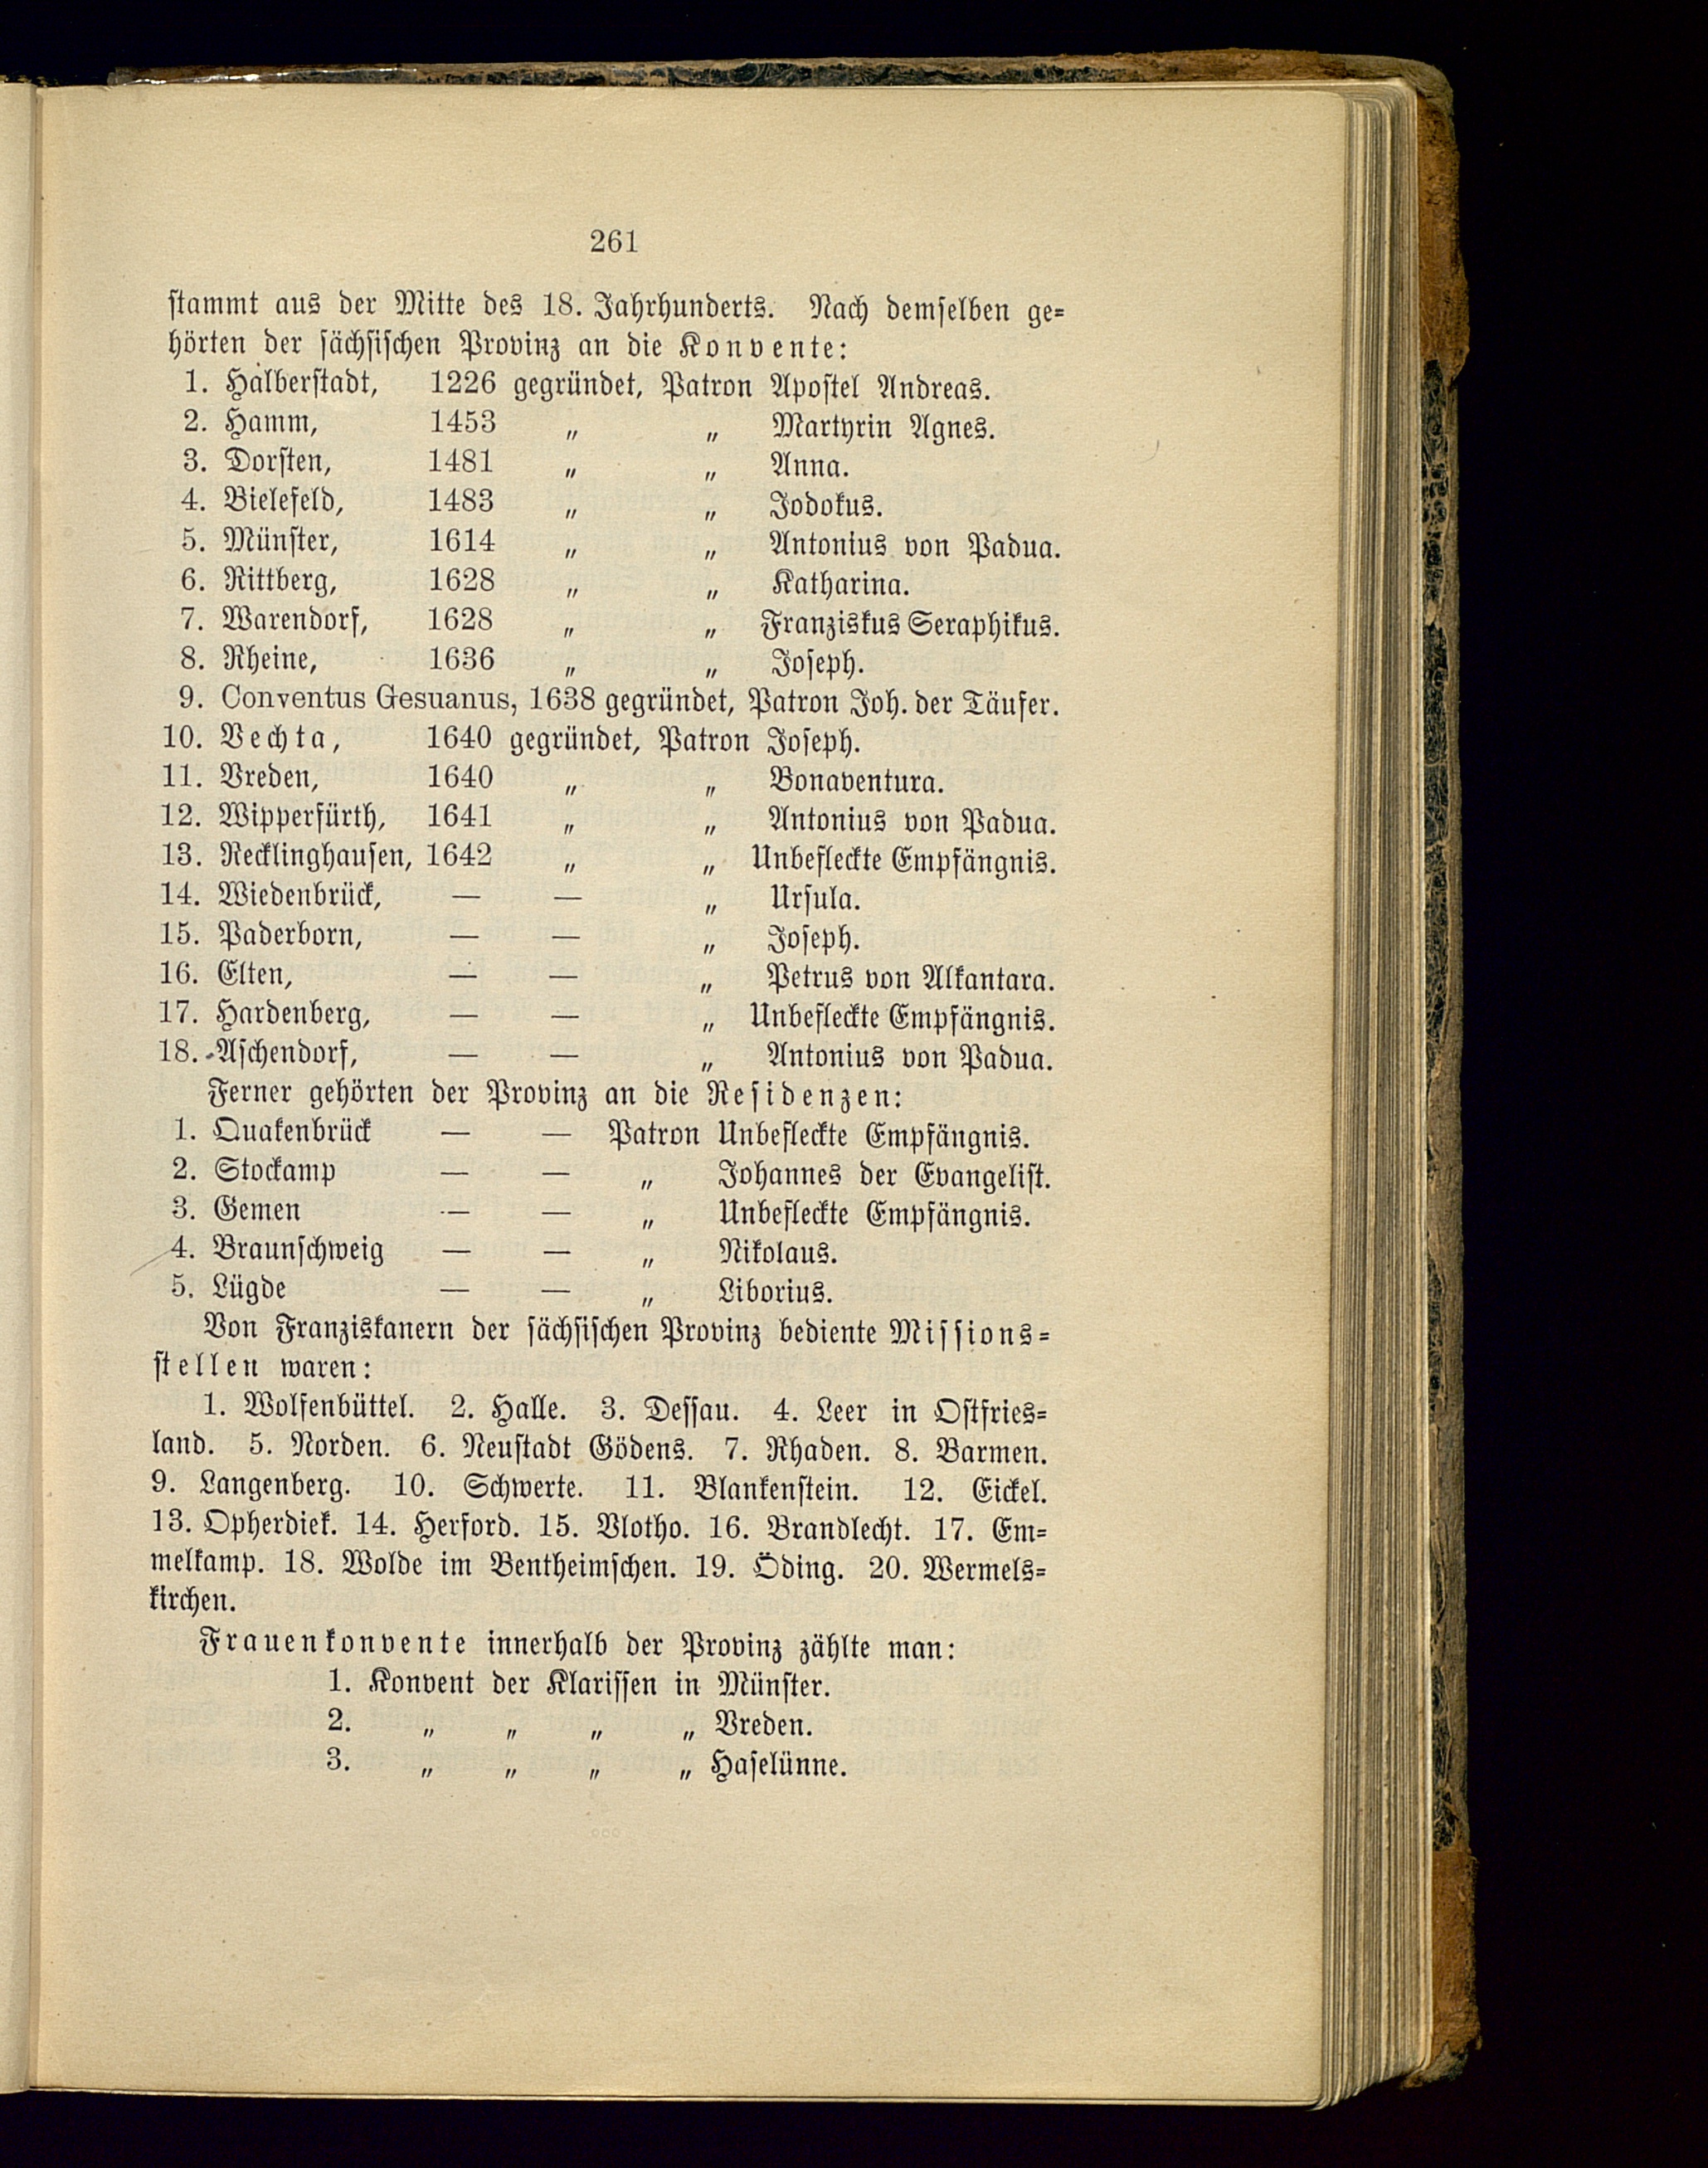 261
stammt aus der Mitte des 18. Jahrhunderts. Nach demselben ge=
hörten der sächsischen Provinz an die Konvente:
1. Halberstadt, 1226 gegründet, Patron Apostel Andreas.
2. Hamm, 1453 „ „ Martyrin Agnes.
3. Dorsten, 1481 „ „ Anna.
4. Bielefeld, 1483 „ „ Jodokus.
5. Münster, 1614 „ „ Antonius von Padua.
6. Rittberg, 1628 „ „ Katharina.
7. Warendorf, 1628 „ „ Franziskus Seraphikus.
8. Rheine, 1636 „ „ Joseph.
9. Conventus Gesuanus, 1638 gegründet, Patron Joh. der Täufer.
10. Vechta, 1640 gegründet, Patron Joseph.
11. Vreden, 1640 „ „ Bonaventura.
12. Wipperfürth, 1641 „ „ Antonius von Padua.
13. Recklinghausen, 1642 „ „ Unbefleckte Empfängnis.
14. Wiedenbrück, — — „ Ursula.
15. Paderborn, — — „ Joseph.
16. Elten, — — „ Petrus von Alkantara.
17. Hardenberg, — — „ Unbefleckte Empfängnis.
18. Aschendorf, — — „ Antonius von Padua.
Ferner gehörten der Provinz an die Residenzen:
1. Quakenbrück — — Patron Unbefleckte Empfängnis.
2. Stockamp — — „ Johannes der Evangelist.
3. Gemen — — „ Unbefleckte Empfängnis.
4. Braunschweig — — „ Nikolaus.
5. Lügde — — „ Liborius.
Von Franziskanern der sächsischen Provinz bediente Missions=
stellen waren:
1. Wolfenbüttel. 2. Halle. 3. Dessau. 4. Leer in Ostfries=
land. 5. Norden. 6. Neustadt Gödens. 7. Rhaden. 8. Barmen.
9. Langenberg. 10. Schwerte. 11. Blankenstein. 12. Eickel.
13. Opherdiek. 14. Herford. 15. Vlotho. 16. Brandlecht. 17. Em=
melkamp. 18. Wolde im Bentheimschen. 19. Öding. 20. Wermels=
kirchen.
Frauenkonvente innerhalb der Provinz zählte man:
1. Konvent der Klarissen in Münster.
2. „ „ „ „ Vreden.
3. „ „ „ „ Haselünne.